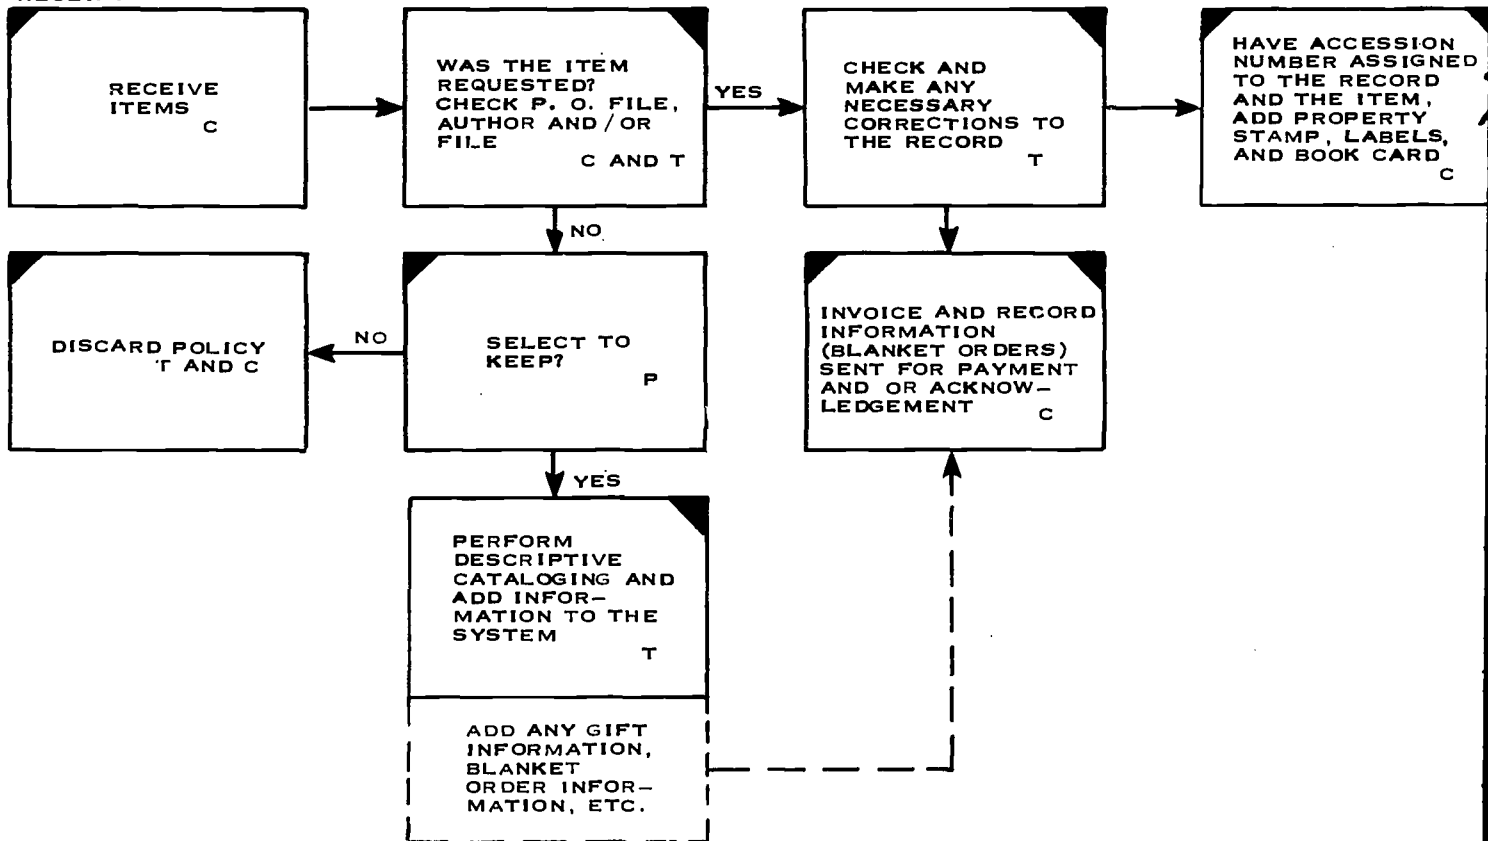 RECEIVE
ITEMS
C
WAS THE ITEM
REQUESTED?
CHECK P. O. FILE,
AUTHOR AND/OR
FILE
C AND T
YES
CHECK AND
MAKE ANY
NECESSARY
CORRECTIONS TO
THE RECORD
T
HAVE ACCESSION
NUMBER ASSIGNED
TO THE RECORD
AND THE ITEM,
ADD PROPERTY
STAMP, LABELS,
AND BOOK CARD
C
NO
DISCARD POLICY
T AND C
NO
SELECT TO
KEEP?
P
INVOICE AND RECORD
INFORMATION
(BLANKET ORDERS)
SENT FOR PAYMENT
AND OR ACKNOW–
LEDGEMENT
C
YES
PERFORM
DESCRIPTIVE
CATALOGING AND
ADD INFOR–
MATION TO THE
SYSTEM
T
ADD ANY GIFT
INFORMATION,
BLANKET
ORDER INFOR–
MATION, ETC.